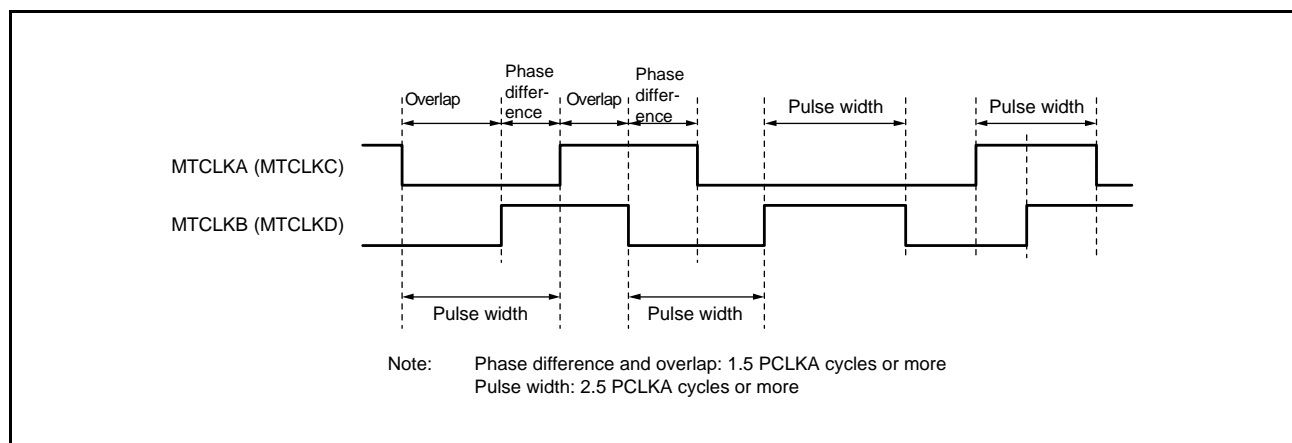 Overlap
Phase
differ-
ence
Overlap
Phase
differ-
ence
Pulse width
Pulse width
MTCLKA (MTCLKC)
MTCLKB (MTCLKD)
Pulse width
Pulse width
Note: Phase difference and overlap: 1.5 PCLKA cycles or more
Pulse width: 2.5 PCLKA cycles or more